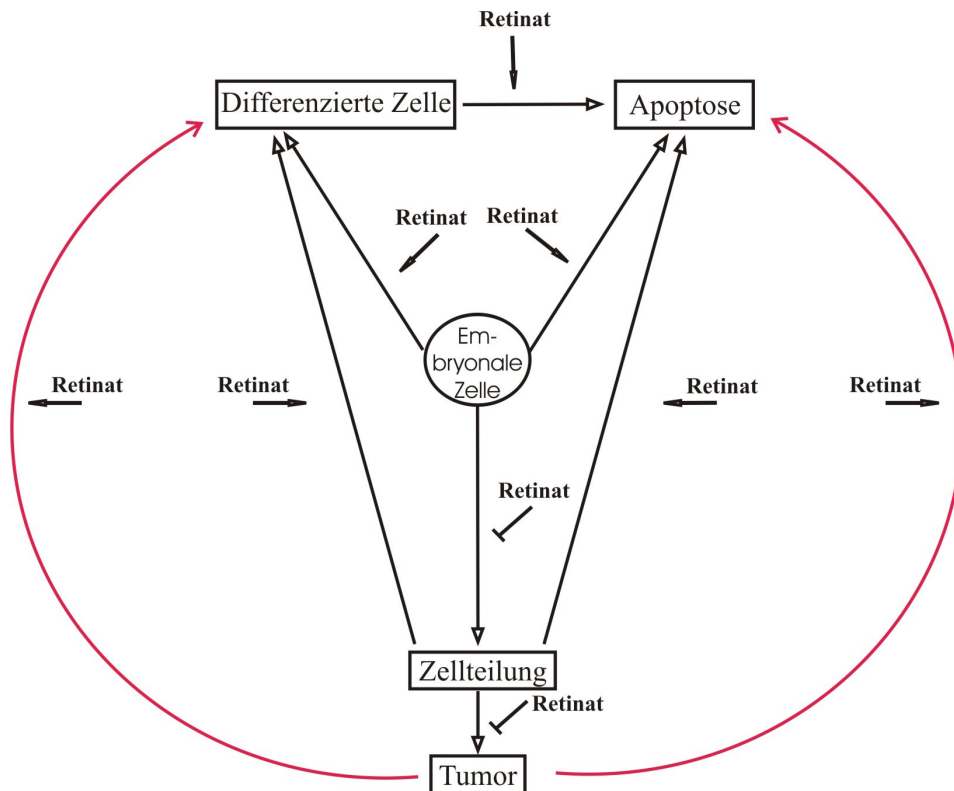 Retinat
Differenzierte Zelle
Apoptose
Retinat
Retinat
Em-
bryonale
Zelle
Retinat
Retinat
Retinat
Retinat
Retinat
Zellteilung
Retinat
Tumor